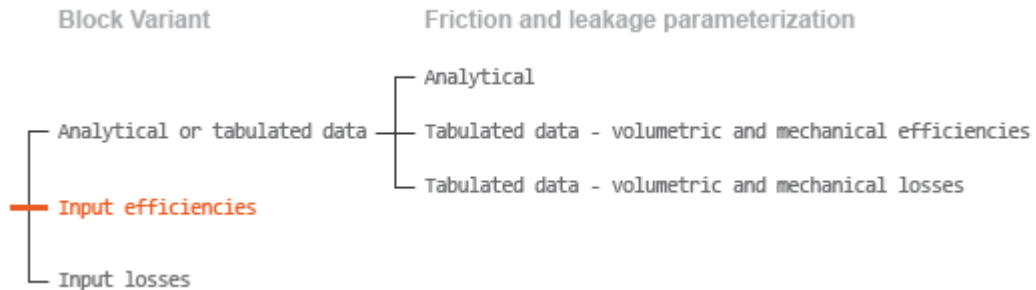 Block Variant
Friction and leakage parameterization
Analytical
Analytical or tabulated data
Tabulated data - volumetric and mechanical efficiencies
Tabulated data - volumetric and mechanical losses
Input efficiencies
Input losses